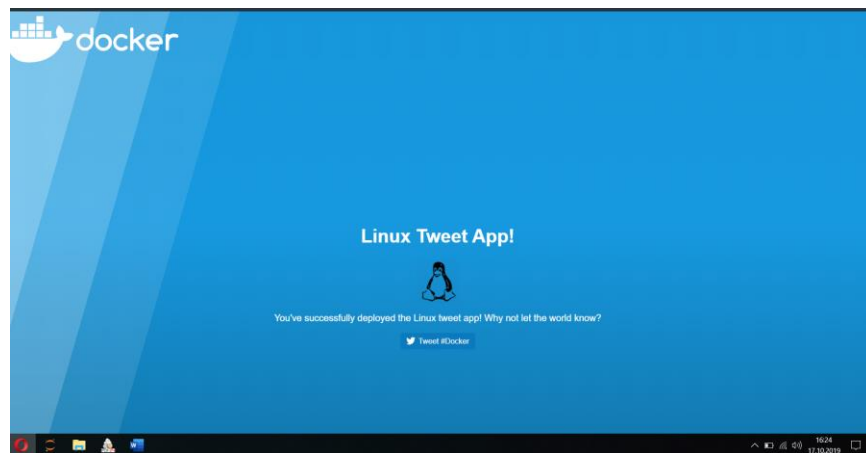 docker
Linux Tweet App!
You've successfully deployed the Linux tweet app! Why not let the world know?
Tweet #Docker
16:24
17.10.2019